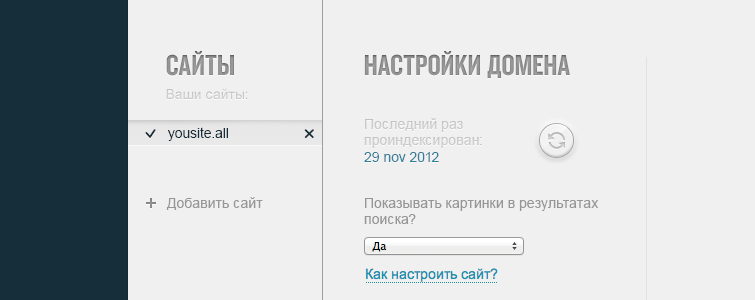 САЙТЫ
Ваши сайты:
yousite.all
Добавить сайт
НАСТРОЙКИ ДОМЕНА
Последний раз
проиндексирован:
29 nov 2012
Показывать картинки в результатах
поиска?
Да
Как настроить сайт?